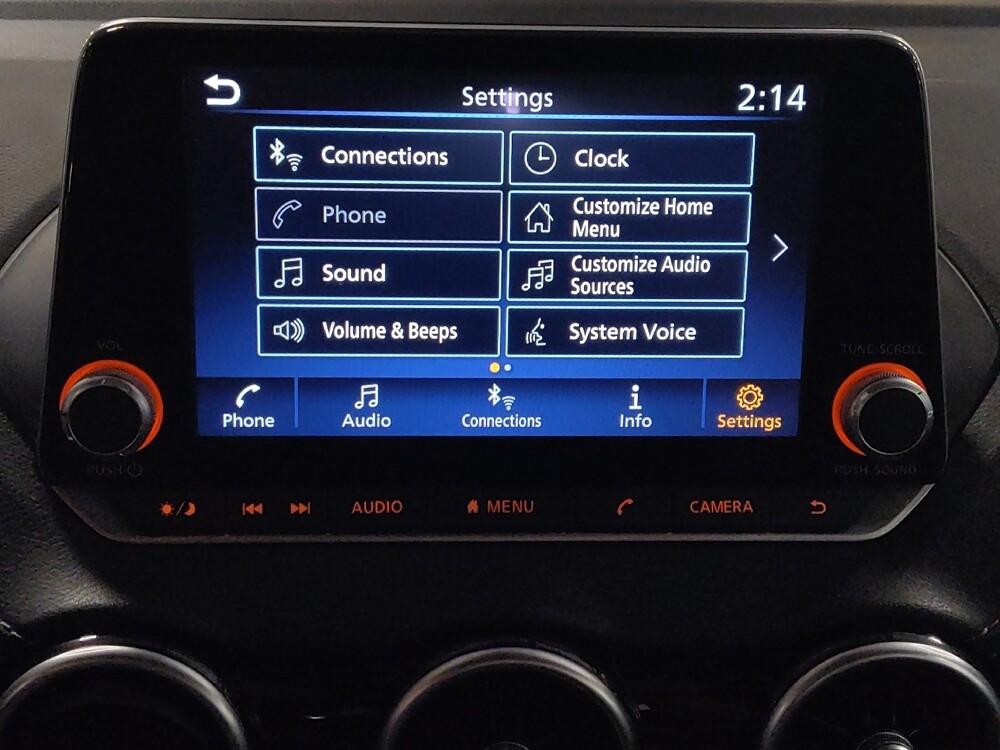 Settings
2:14
Connections
Clock
Phone
Customize Home
Menu
Sound
Customize Audio
Sources
Volume & Beeps
System Voice
VOL
TUNE·SCROLL
Phone
Audio
Connections
Info
Settings
PUSH
PUSH SOUND
AUDIO
MENU
CAMERA